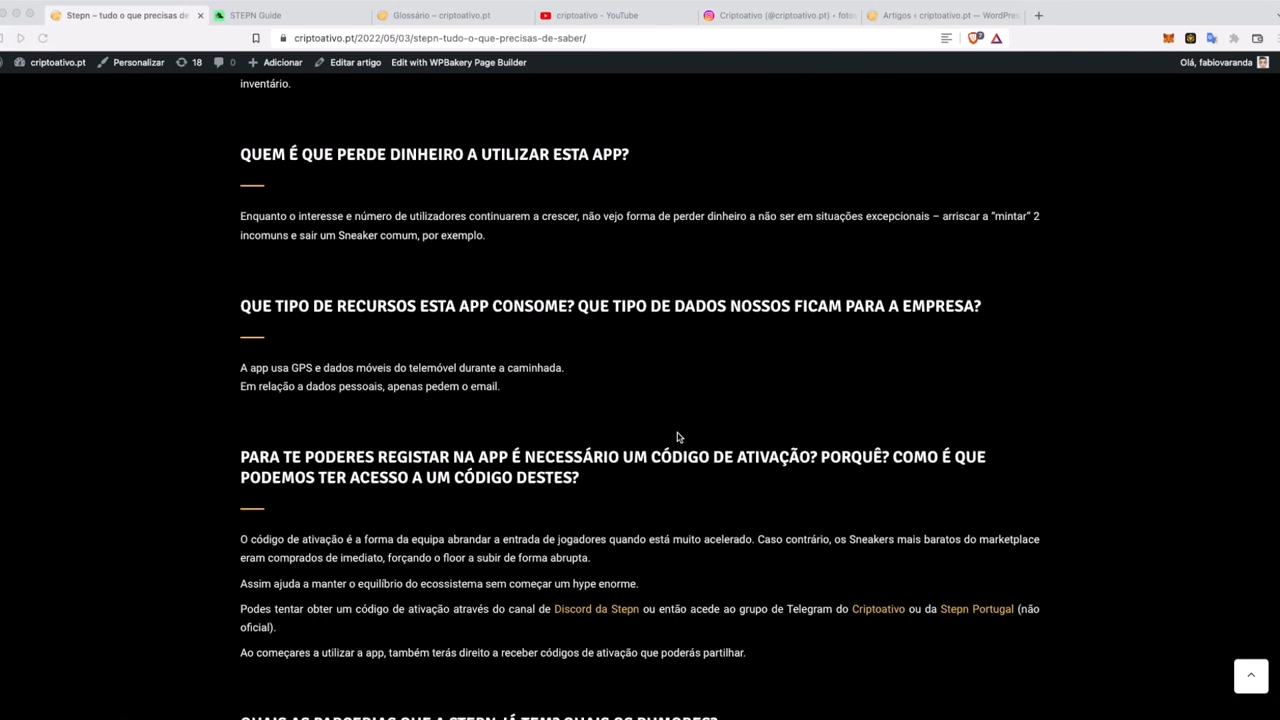 Stepn – tudo o que precisas de
STEPN Guide
Glossário – criptoativo.pt
criptoativo - YouTube
Criptoativo (@criptoativo.pt) • fotos
Artigos ‹ criptoativo.pt — WordPres
criptoativo.pt/2022/05/03/stepn-tudo-o-que-precisas-de-saber/
criptoativo.pt
Personalizar
18
0
Adicionar
Editar artigo
Edit with WPBakery Page Builder
Olá, fabiovaranda
inventário.
QUEM É QUE PERDE DINHEIRO A UTILIZAR ESTA APP?
Enquanto o interesse e número de utilizadores continuarem a crescer, não vejo forma de perder dinheiro a não ser em situações excepcionais – arriscar a “mintar” 2
incomuns e sair um Sneaker comum, por exemplo.
QUE TIPO DE RECURSOS ESTA APP CONSOME? QUE TIPO DE DADOS NOSSOS FICAM PARA A EMPRESA?
A app usa GPS e dados móveis do telemóvel durante a caminhada.
Em relação a dados pessoais, apenas pedem o email.
PARA TE PODERES REGISTAR NA APP É NECESSÁRIO UM CÓDIGO DE ATIVAÇÃO? PORQUÊ? COMO É QUE
PODEMOS TER ACESSO A UM CÓDIGO DESTES?
O código de ativação é a forma da equipa abrandar a entrada de jogadores quando está muito acelerado. Caso contrário, os Sneakers mais baratos do marketplace
eram comprados de imediato, forçando o floor a subir de forma abrupta.
Assim ajuda a manter o equilíbrio do ecossistema sem começar um hype enorme.
Podes tentar obter um código de ativação através do canal de Discord da Stepn ou então acede ao grupo de Telegram do Criptoativo ou da Stepn Portugal (não
oficial).
Ao começares a utilizar a app, também terás direito a receber códigos de ativação que poderás partilhar.
QUAIS AS PARCERIAS QUE A STEPN JÁ TEM? QUAIS OS RUMORES?